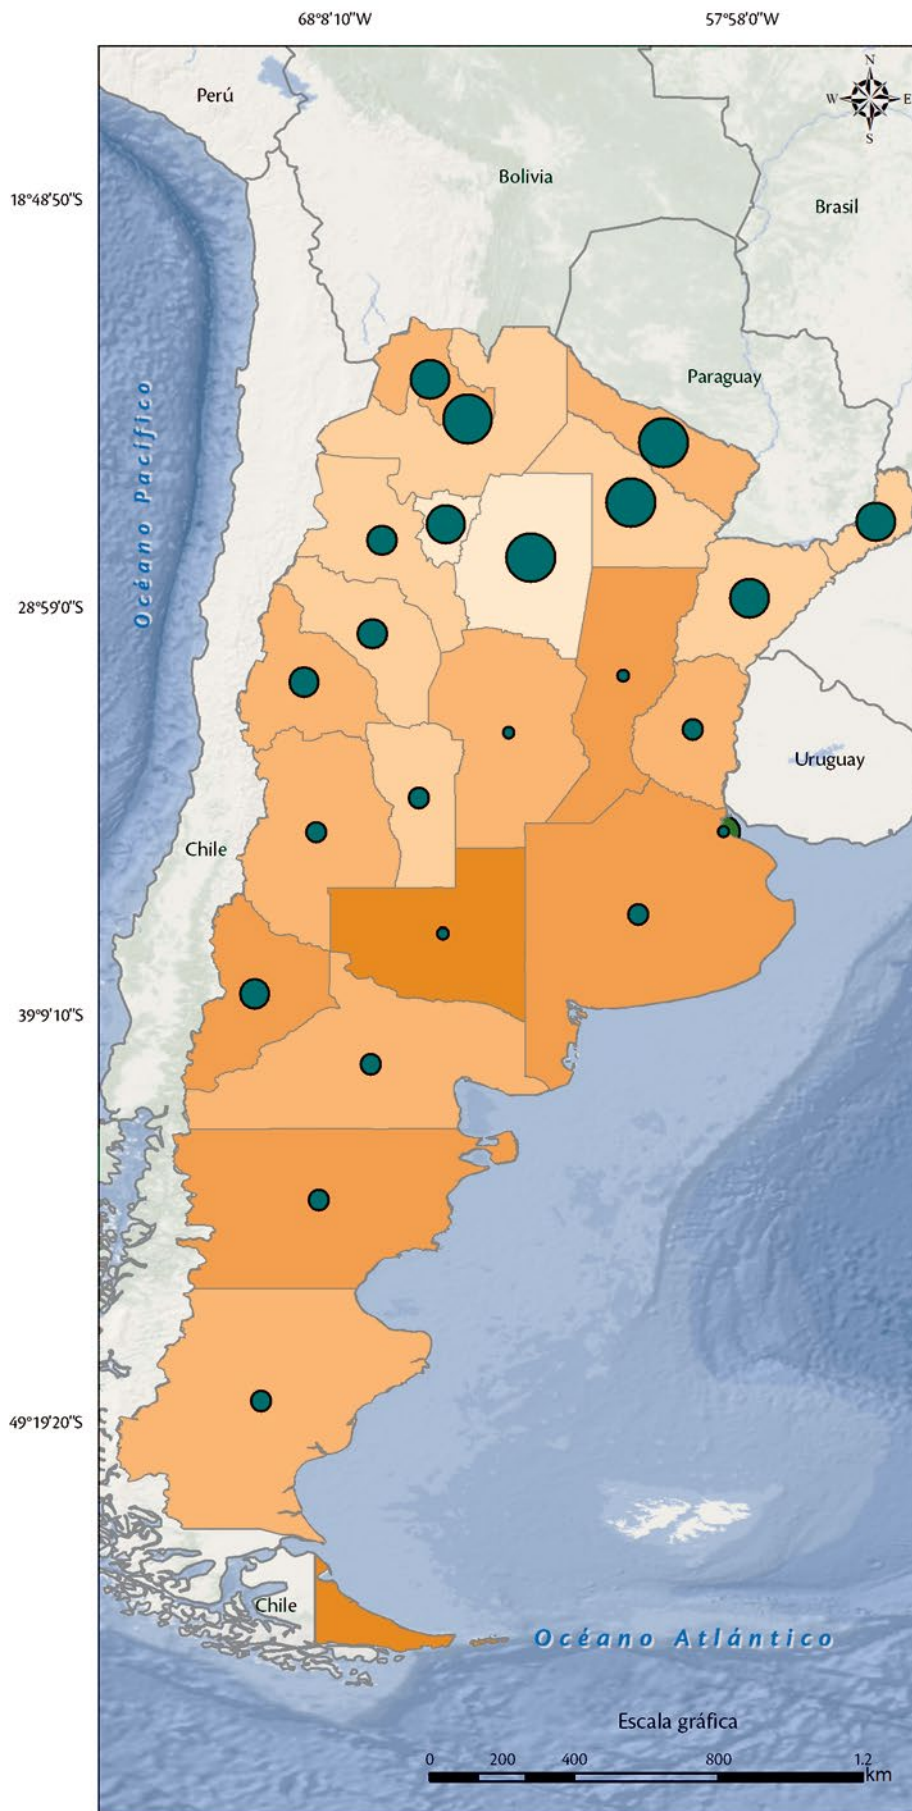 68°8'10"W
57°58'0"W
Perú
N
W
E
S
Bolivia
18°48'50"S
Brasil
Paraguay
Océano Pacífico
28°59'0"S
Uruguay
Chile
39°9'10"S
49°19'20"S
Chile
Océano Atlántico
Escala gráfica
0 200 400 800 1.2
km